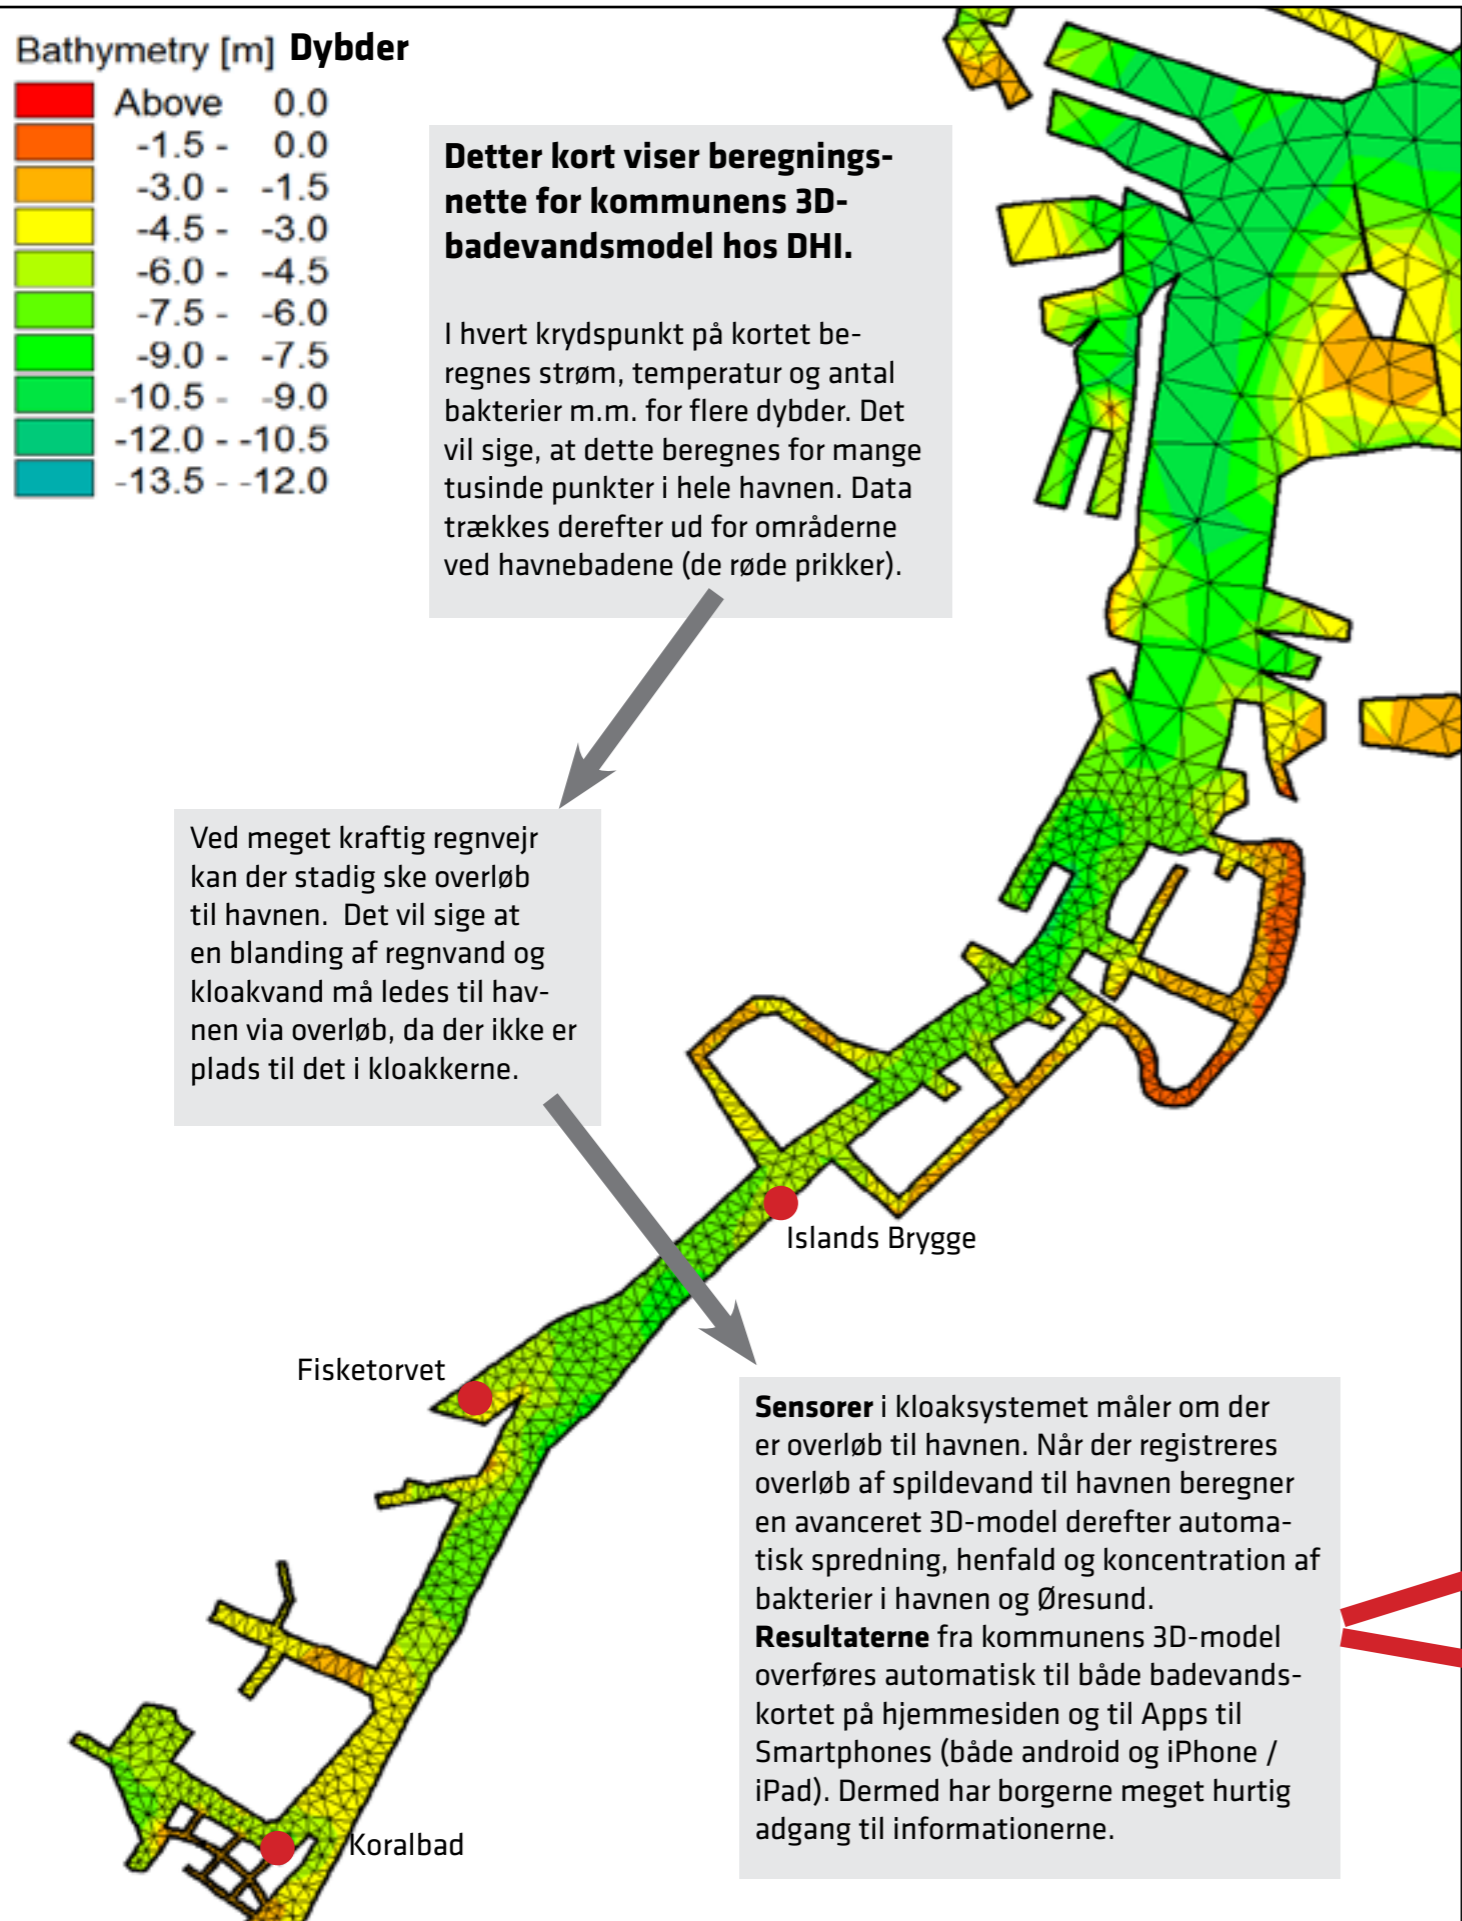 Bathymetry [m] Dybder
Above 0.0
-1.5 - 0.0
-3.0 - -1.5
-4.5 - -3.0
-6.0 - -4.5
-7.5 - -6.0
-9.0 - -7.5
-10.5 - -9.0
-12.0 - -10.5
-13.5 - -12.0
Detter kort viser beregnings-
nette for kommunens 3D-
badevandsmodel hos DHI.
I hvert krydspunkt på kortet be-
regnes strøm, temperatur og antal
bakterier m.m. for flere dybder. Det
vil sige, at dette beregnes for mange
tusinde punkter i hele havnen. Data
trækkes derefter ud for områderne
ved havnebadene (de røde prikker).
Ved meget kraftig regnvejr
kan der stadig ske overløb
til havnen. Det vil sige at
en blanding af regnvand og
kloakvand må ledes til hav-
nen via overløb, da der ikke er
plads til det i kloakkerne.
Islands Brygge
Fisketorvet
Sensorer i kloaksystemet måler om der
er overløb til havnen. Når der registreres
overløb af spildevand til havnen beregner
en avanceret 3D-model derefter automa-
tisk spredning, henfald og koncentration af
bakterier i havnen og Øresund.
Resultaterne fra kommunens 3D-model
overføres automatisk til både badevands-
kortet på hjemmesiden og til Apps til
Smartphones (både android og iPhone /
iPad). Dermed har borgerne meget hurtig
adgang til informationerne.
Koralbad